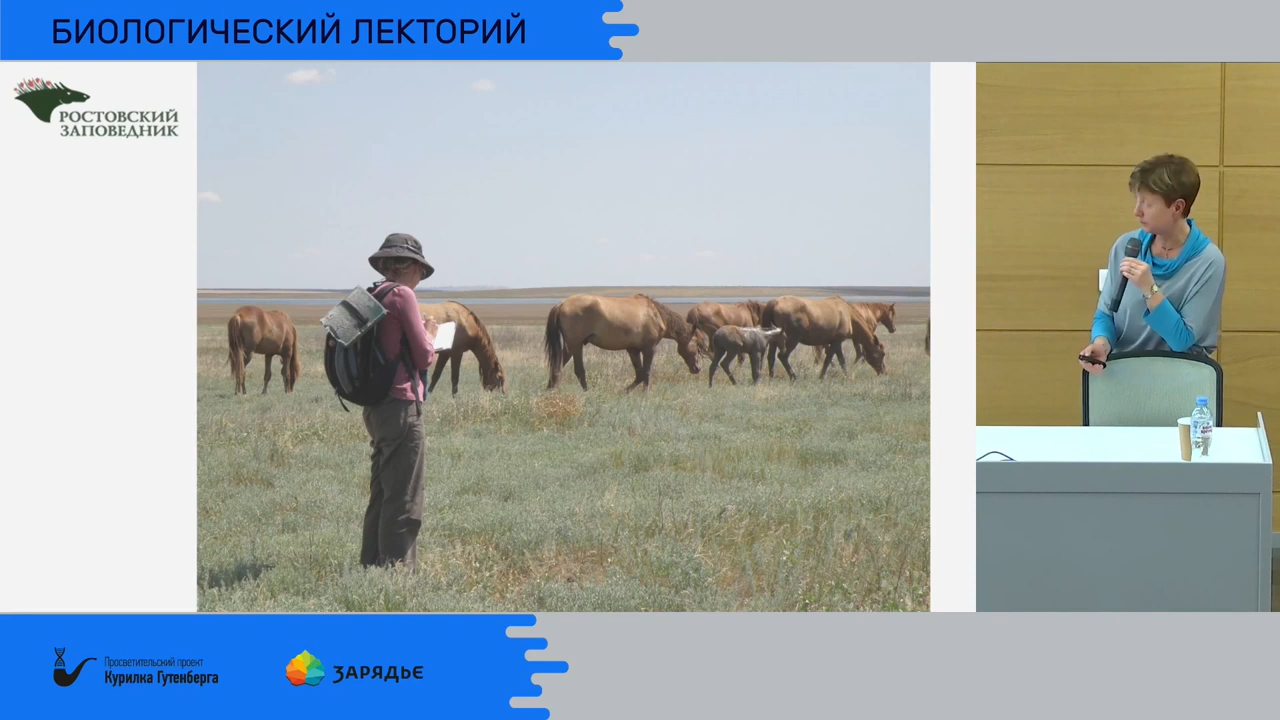 БИОЛОГИЧЕСКИЙ ЛЕКТОРИЙ
РОСТОВСКИЙ
ЗАПОВЕДНИК
Просветительский проект
Курилка Гутенберга
ЗАРЯДЬЕ